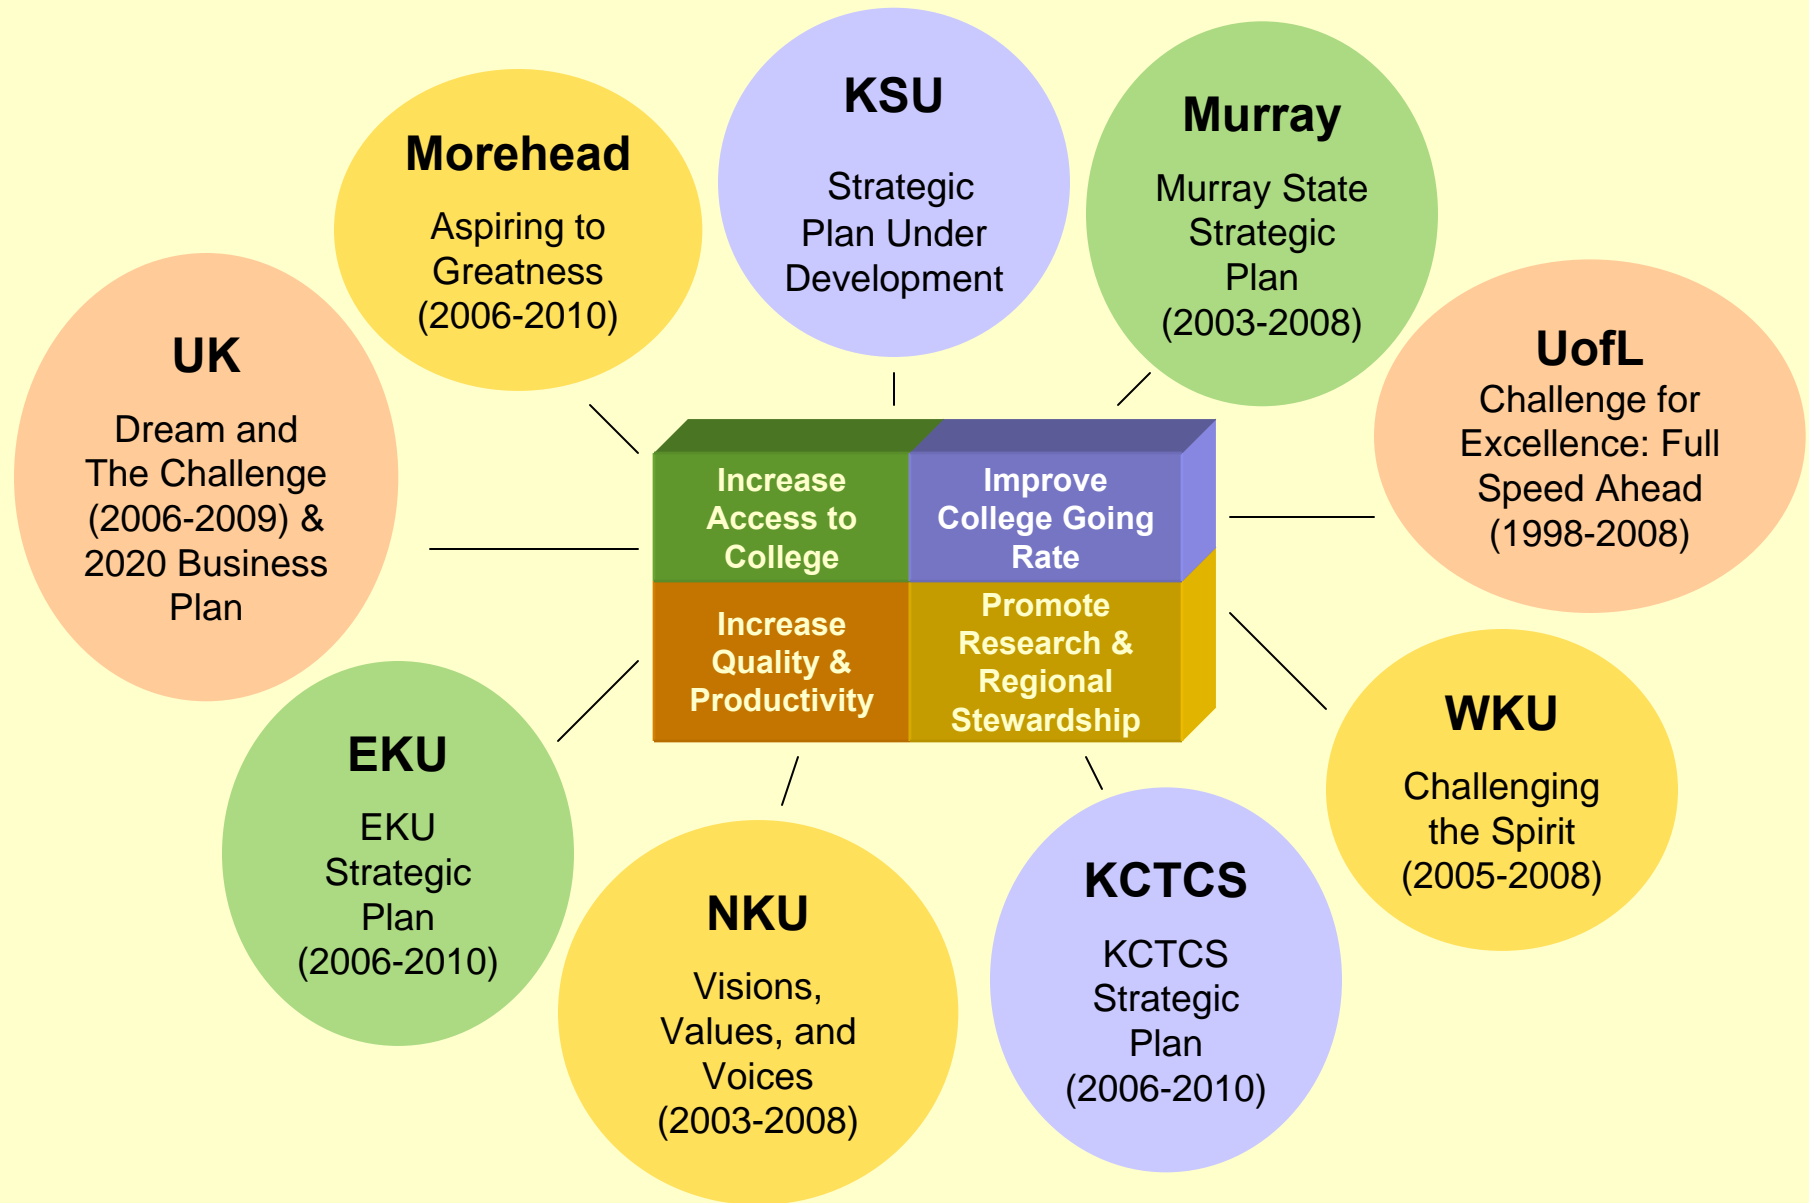 KSU
Strategic
Plan Under
Development
Murray
Murray State
Strategic
Plan
(2003-2008)
Morehead
Aspiring to
Greatness
(2006-2010)
UK
Dream and
The Challenge
(2006-2009) &
2020 Business
Plan
UofL
Challenge for
Excellence: Full
Speed Ahead
(1998-2008)
Increase
Access to
College
Improve
College Going
Rate
Increase
Quality &
Productivity
Promote
Research &
Regional
Stewardship
WKU
Challenging
the Spirit
(2005-2008)
EKU
EKU
Strategic
Plan
(2006-2010)
NKU
Visions,
Values, and
Voices
(2003-2008)
KCTCS
KCTCS
Strategic
Plan
(2006-2010)